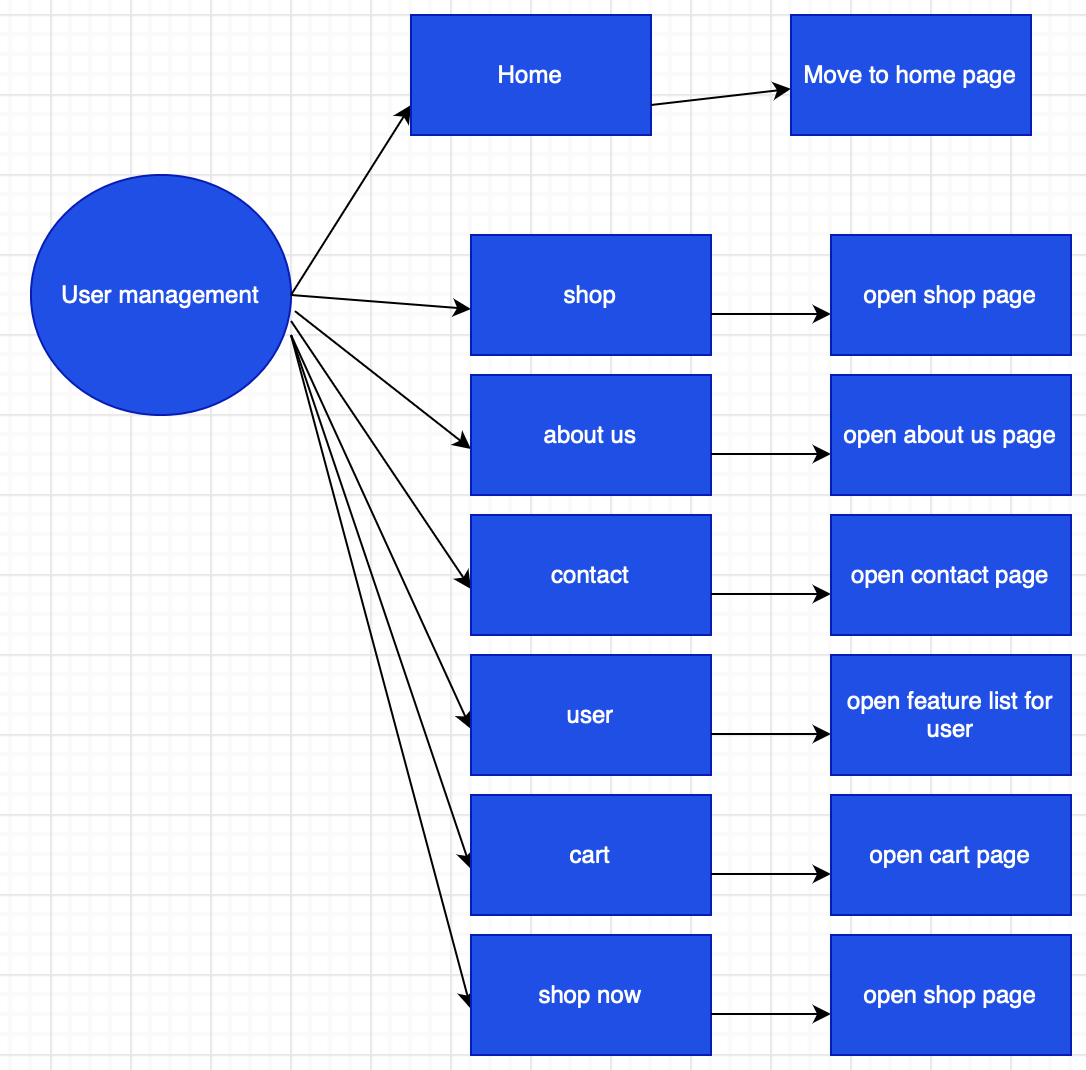 Home
Move to home page
User management
shop
open shop page
about us
open about us page
contact
open contact page
user
open feature list for
user
cart
open cart page
shop now
open shop page